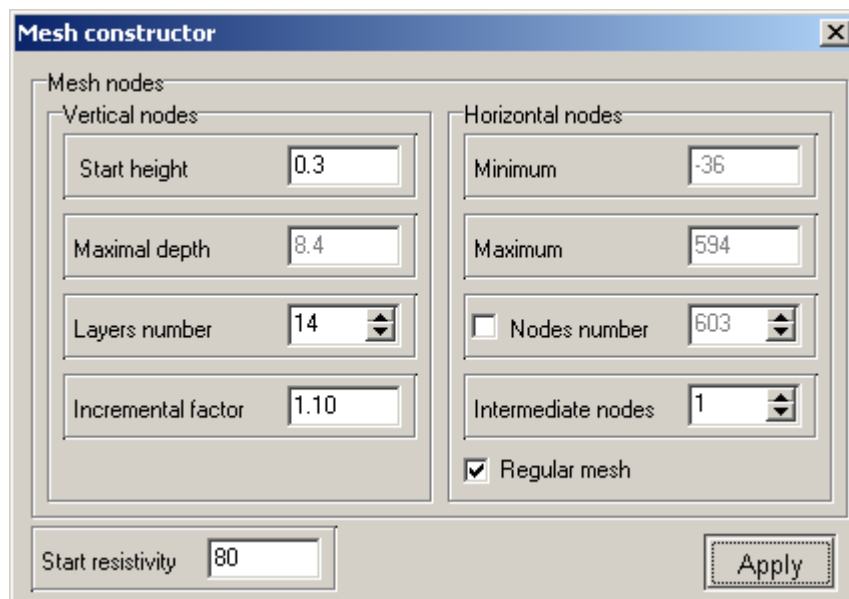 Mesh constructor
Mesh nodes
Vertical nodes
Start height 0.3
Maximal depth 8.4
Layers number 14
Incremental factor 1.10
Horizontal nodes
Minimum -36
Maximum 594
Nodes number 603
Intermediate nodes 1
Regular mesh
Start resistivity 80
Apply